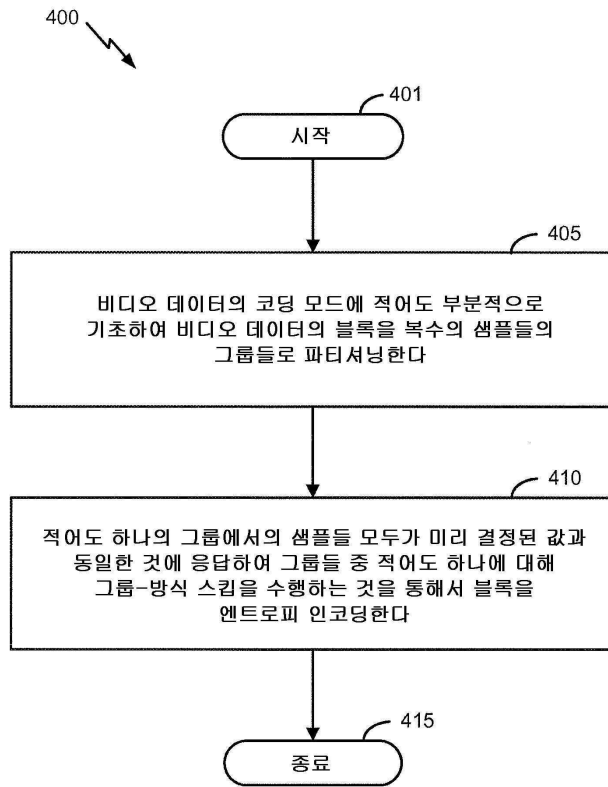 400
401
시작
405
비디오 데이터의 코딩 모드에 적어도 부분적으로
기초하여 비디오 데이터의 블록을 복수의 샘플들의
그룹들로 파티셔닝한다
410
적어도 하나의 그룹에서의 샘플들 모두가 미리 결정된 값과
동일한 것에 응답하여 그룹들 중 적어도 하나에 대해
그룹-방식 스킵을 수행하는 것을 통해서 블록을
엔트로피 인코딩한다
415
종료